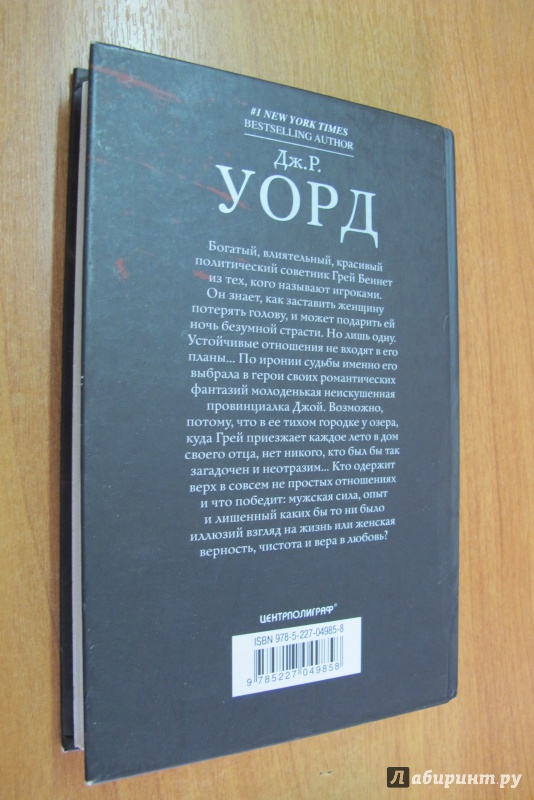 #1 NEW YORK TIMES
BESTSELLING AUTHOR
Дж.Р.
УОРД
Богатый, влиятельный, красивый
политический советник Грей Беннет
из тех, кого называют игроками.
Он знает, как заставить женщину
потерять голову, и может подарить ей
ночь безумной страсти. Но лишь одну.
Устойчивые отношения не входят в его
планы... По иронии судьбы именно его
выбрала в герои своих романтических
фантазий молоденькая неискушенная
провинциалка Джой. Возможно,
потому, что в ее тихом городке у озера,
куда Грей приезжает каждое лето в дом
своего отца, нет никого, кто был бы так
загадочен и неотразим... Кто одержит
верх в совсем не простых отношениях
и что победит: мужская сила, опыт
и лишенный каких бы то ни было
иллюзий взгляд на жизнь или женская
верность, чистота и вера в любовь?
ЦЕНТРПОЛИГРАФ®
ISBN 978-5-227-04985-8
9 785227 049858
Лабиринт.ру